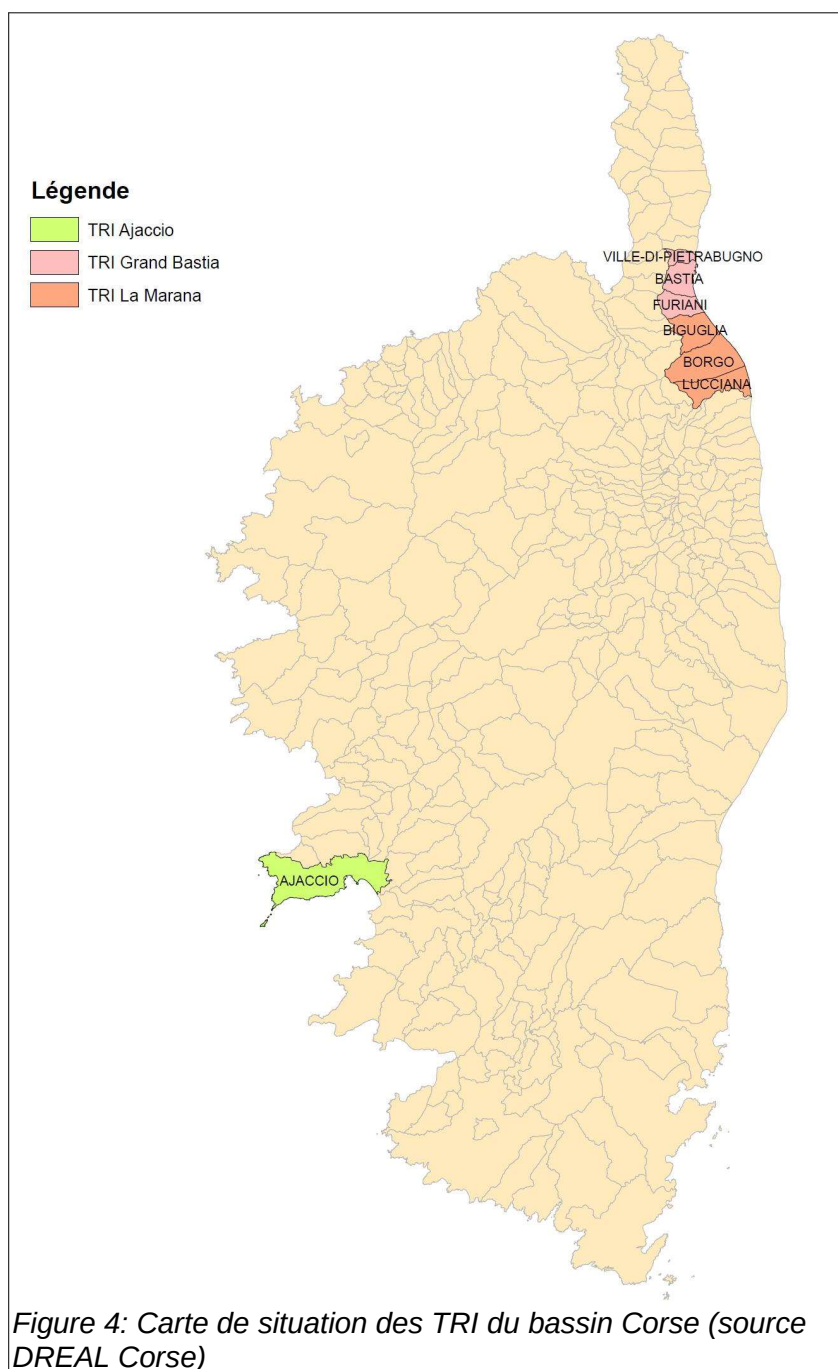 Légende
TRI Ajaccio
TRI Grand Bastia
TRI La Marana
VILLE-DI-PIETRABUGNO
BASTIA
FURIANI
BIGUGLIA
BORGO
LUCCIANA
AJACCIO
Figure 4: Carte de situation des TRI du bassin Corse (source
DREAL Corse)